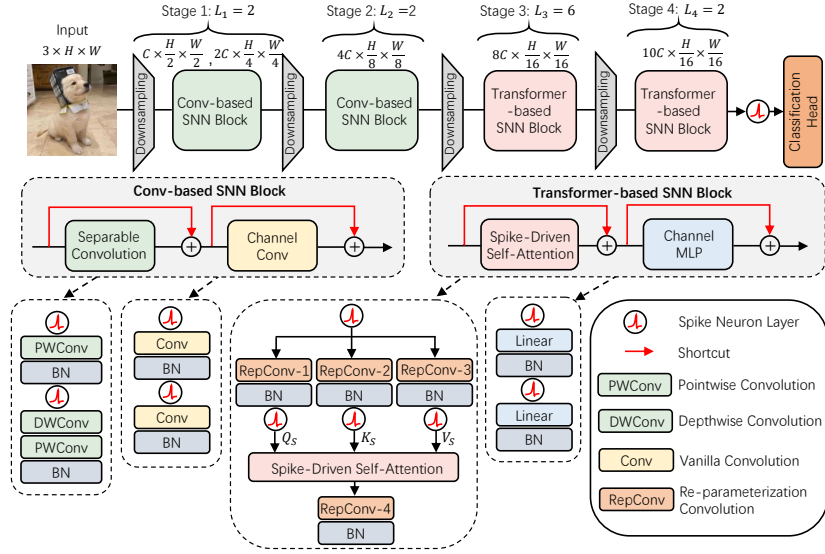 Input
3 × H × W
Stage 1: L₁ = 2
C × H/2 × W/2, 2C × H/4 × W/4
Stage 2: L₂ =2
4C × H/8 × W/8
Stage 3: L₃ = 6
8C × H/16 × W/16
Stage 4: L₄ = 2
10C × H/16 × W/16
Downsampling
Conv-based
SNN Block
Downsampling
Conv-based
SNN Block
Downsampling
Transformer
-based SNN
Block
Downsampling
Transformer
-based SNN
Block
Classification
Head
Conv-based SNN Block
Separable
Convolution
+
Channel
Conv
+
Transformer-based SNN Block
Spike-Driven
Self-Attention
+
Channel
MLP
+
PWConv
BN
DWConv
PWConv
BN
Conv
BN
Conv
BN
RepConv-1
BN
RepConv-2
BN
RepConv-3
BN
Q_S
K_S
V_S
Spike-Driven Self-Attention
RepConv-4
BN
Linear
BN
Linear
BN
Spike Neuron Layer
Shortcut
PWConv
Pointwise Convolution
DWConv
Depthwise Convolution
Conv
Vanilla Convolution
RepConv
Re-parameterization
Convolution